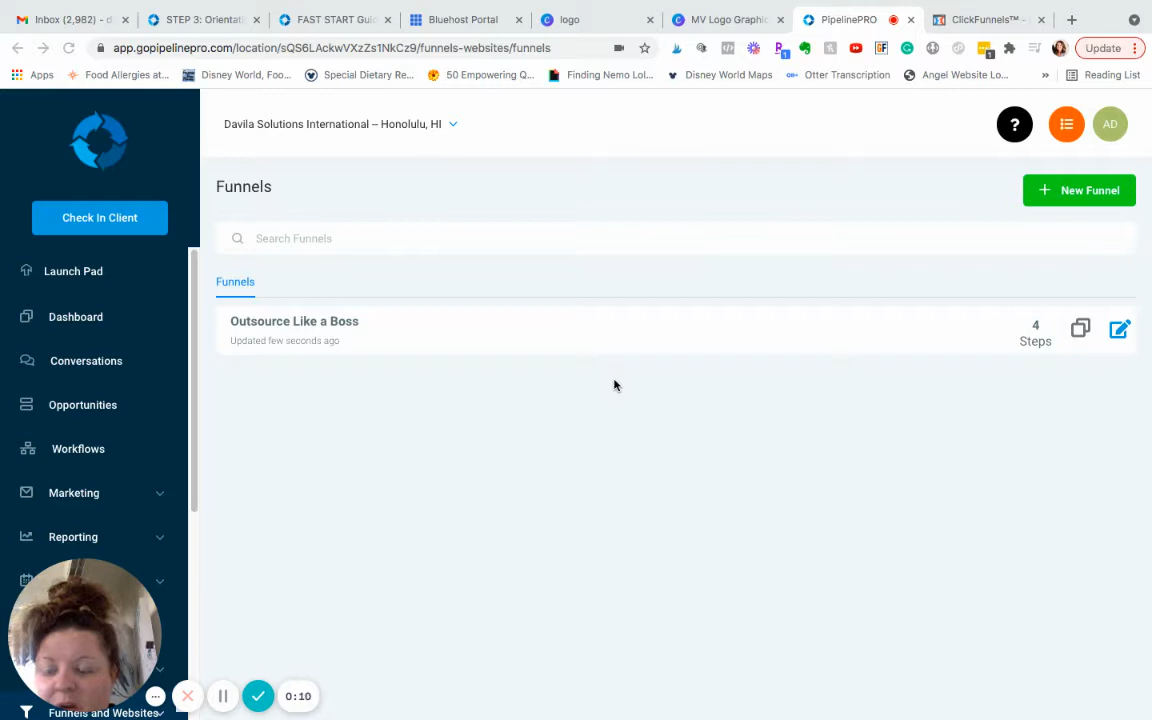 Inbox (2,982) - d
STEP 3: Orientat
FAST START Guid
Bluehost Portal
logo
MV Logo Graphic
PipelinePRO
ClickFunnels™ -
app.gopipelinepro.com/location/sQS6LAckwVXzZs1NkCz9/funnels-websites/funnels
Update
Apps
Food Allergies at...
Disney World, Foo...
Special Dietary Re...
50 Empowering Q...
Finding Nemo Lol...
Disney World Maps
Otter Transcription
Angel Website Lo...
»
Reading List
Davila Solutions International – Honolulu, HI
?
AD
Check In Client
Launch Pad
Dashboard
Conversations
Opportunities
Workflows
Marketing
Reporting
Funnels and Websites
Funnels
+ New Funnel
Search Funnels
Funnels
Outsource Like a Boss
Updated few seconds ago
4
Steps
0:10